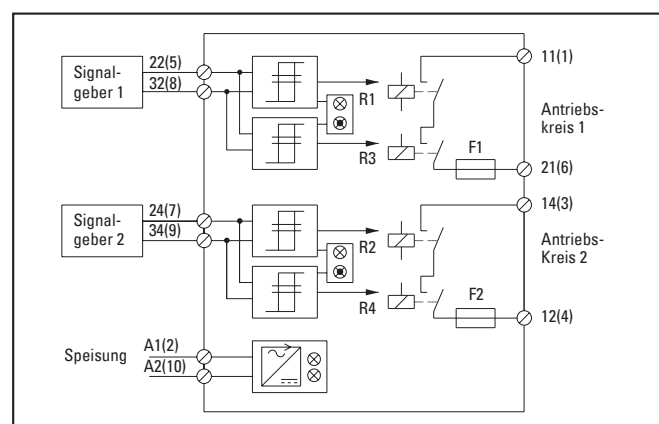 Signal-
geber 1
22(5)
32(8)
R1
R3
F1
11(1)
Antriebs-
kreis 1
21(6)
Signal-
geber 2
24(7)
34(9)
R2
R4
F2
14(3)
Antriebs-
Kreis 2
12(4)
Speisung
A1(2)
A2(10)